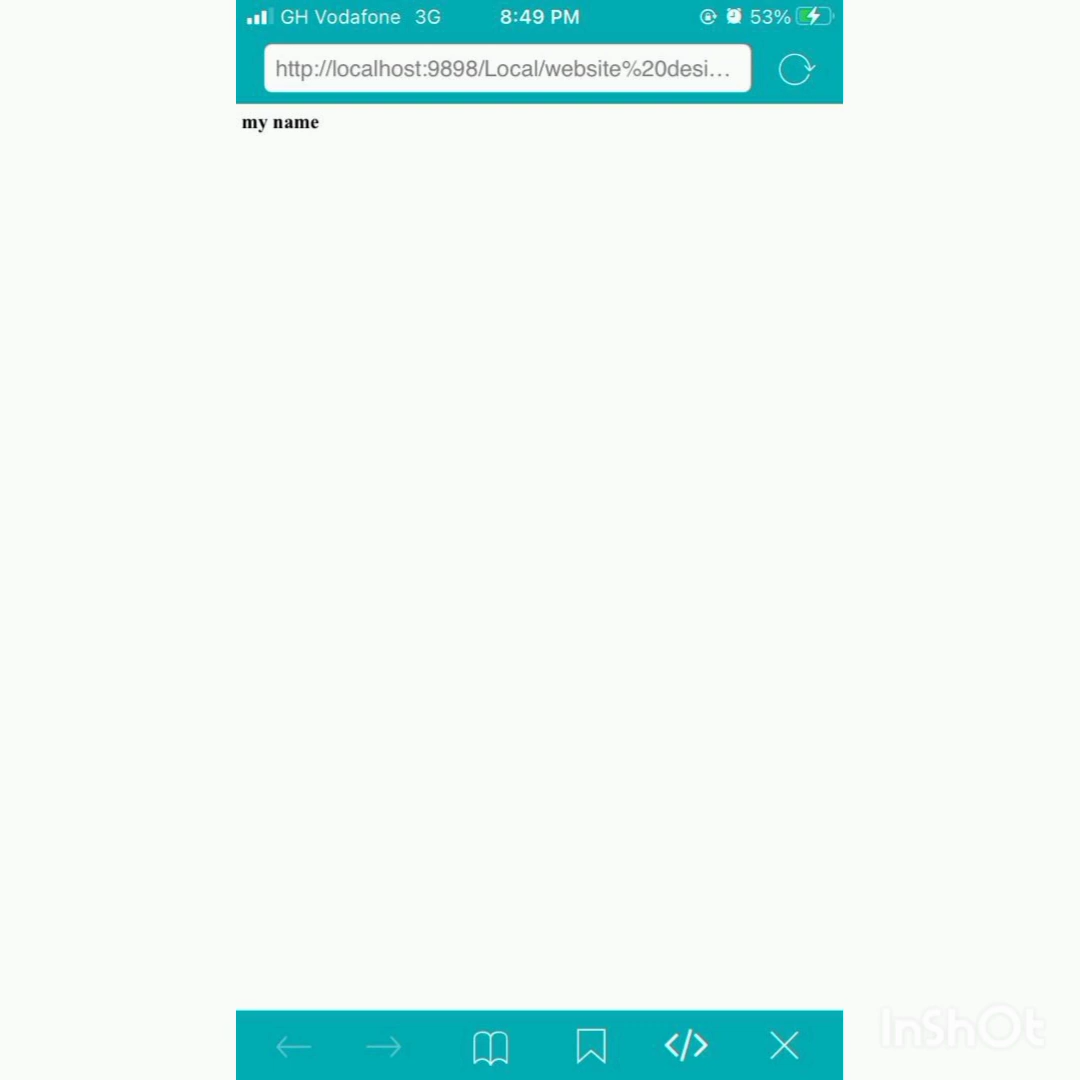 GH Vodafone 3G 8:49 PM 53%
http://localhost:9898/Local/website%20desi...
my name
</>
InShOt